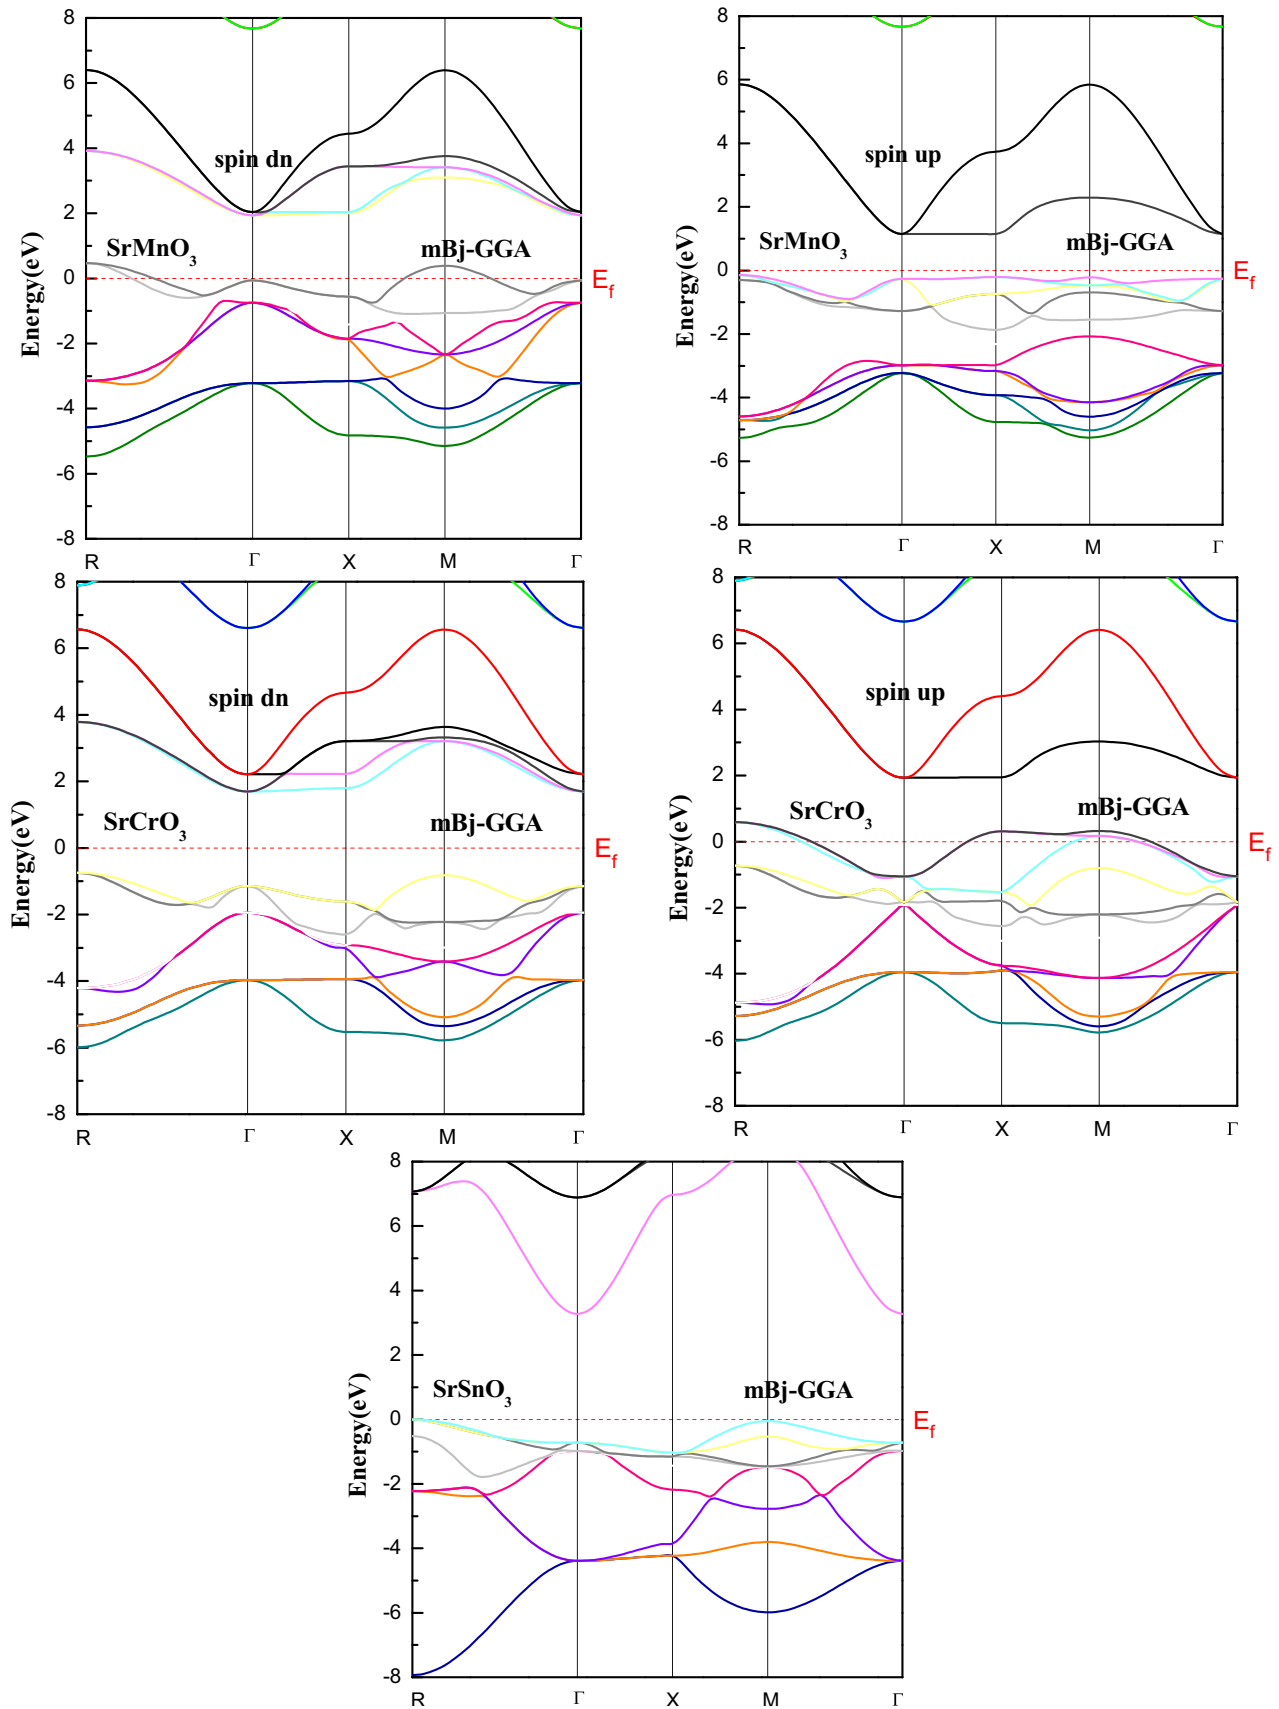 8
6
4
2
0
-2
-4
-6
-8
Energy(eV)
spin dn
SrMnO3
mBj-GGA
Ef
R Γ X M Γ
8
6
4
2
0
-2
-4
-6
-8
Energy(eV)
spin up
SrMnO3
mBj-GGA
Ef
R Γ X M Γ
8
6
4
2
0
-2
-4
-6
-8
Energy(eV)
spin dn
SrCrO3
mBj-GGA
Ef
R Γ X M Γ
8
6
4
2
0
-2
-4
-6
-8
Energy(eV)
spin up
SrCrO3
mBj-GGA
Ef
R Γ X M Γ
8
6
4
2
0
-2
-4
-6
-8
Energy(eV)
SrSnO3
mBj-GGA
Ef
R Γ X M Γ